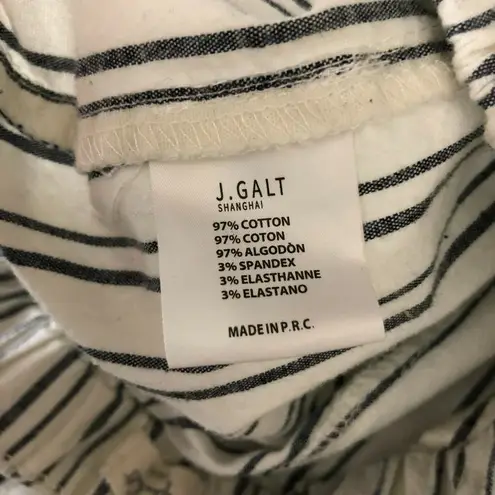 J.GALT
SHANGHAI
97% COTTON
97% COTON
97% ALGODÒN
3% SPANDEX
3% ELASTHANNE
3% ELASTANO
MADE IN P.R.C.